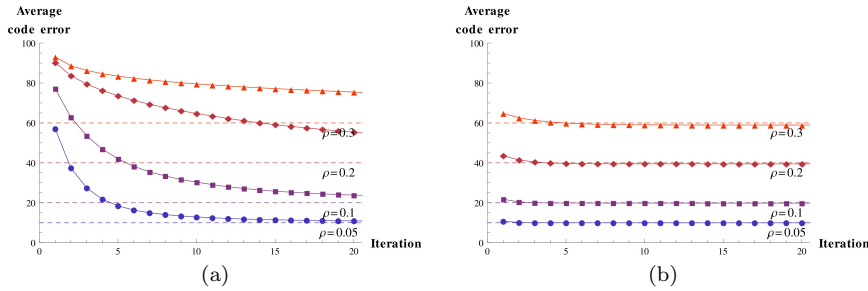 Average
code error
100
80
60
40
20
0
0
5
10
15
20
ρ=0.3
ρ=0.2
ρ=0.1
ρ=0.05
Iteration
(a)
Average
code error
100
80
60
40
20
0
0
5
10
15
20
ρ=0.3
ρ=0.2
ρ=0.1
ρ=0.05
Iteration
(b)